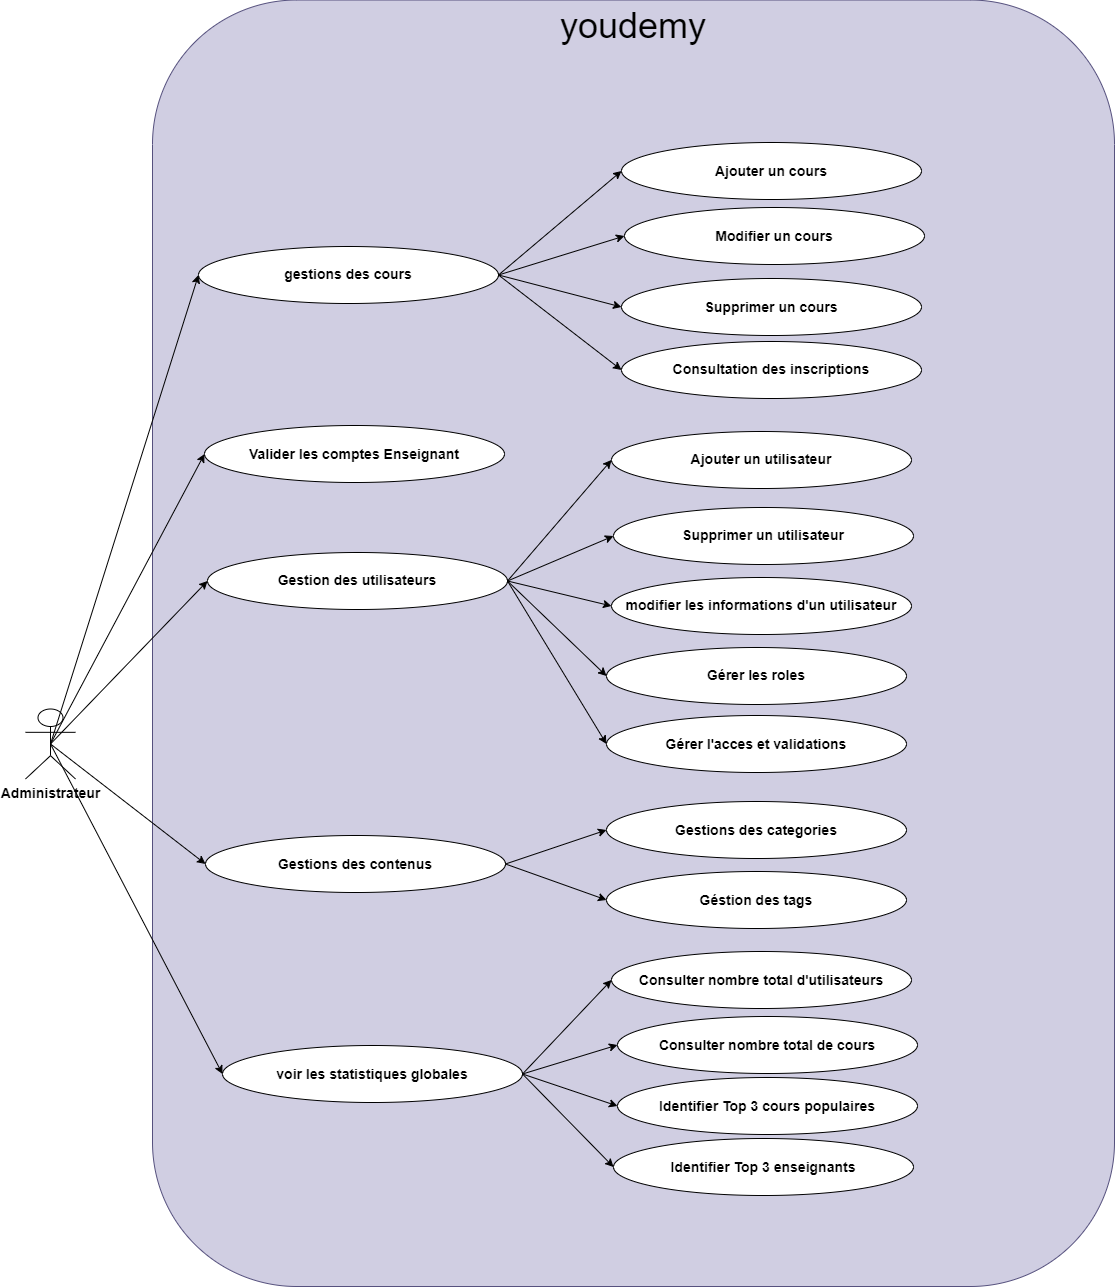 youdemy
Ajouter un cours
Modifier un cours
gestions des cours
Supprimer un cours
Consultation des inscriptions
Valider les comptes Enseignant
Ajouter un utilisateur
Supprimer un utilisateur
Gestion des utilisateurs
modifier les informations d'un utilisateur
Gérer les roles
Gérer l'acces et validations
Administrateur
Gestions des categories
Gestions des contenus
Géstion des tags
Consulter nombre total d'utilisateurs
Consulter nombre total de cours
voir les statistiques globales
Identifier Top 3 cours populaires
Identifier Top 3 enseignants